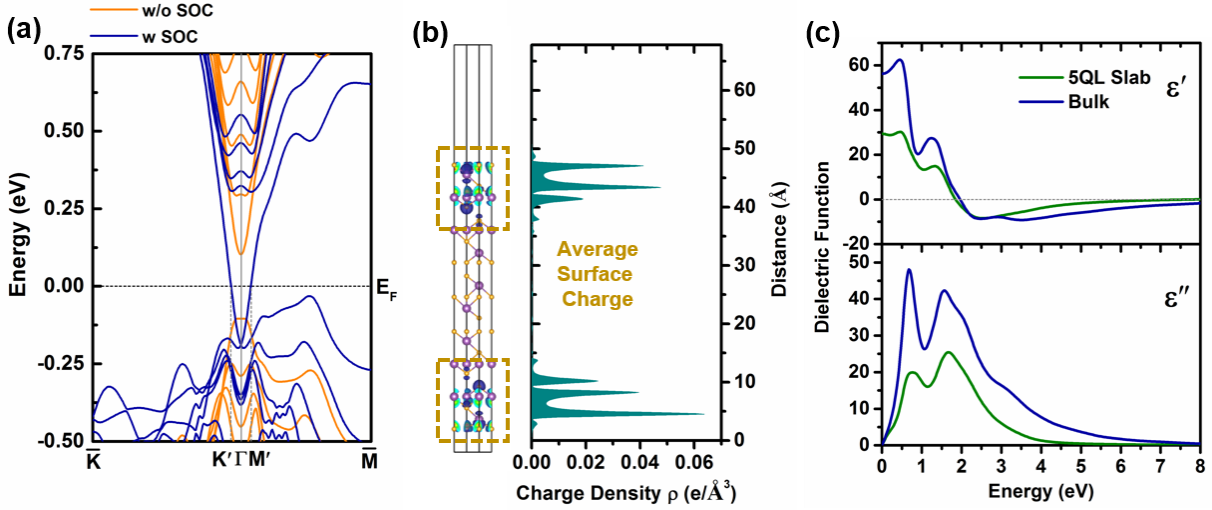 (a)
w/o SOC
w SOC
0.75
0.50
0.25
0.00
-0.25
-0.50
Energy (eV)
E_F
K̅
K′
Γ
M′
M̅
(b)
Average
Surface
Charge
60
50
40
30
20
10
0
Distance (Å)
0.00 0.02 0.04 0.06
Charge Density ρ (e/Å³)
(c)
60
40
20
0
-20
5QL Slab
Bulk
ε′
Dielectric Function
50
40
30
20
10
0
ε″
0 1 2 3 4 5 6 7 8
Energy (eV)